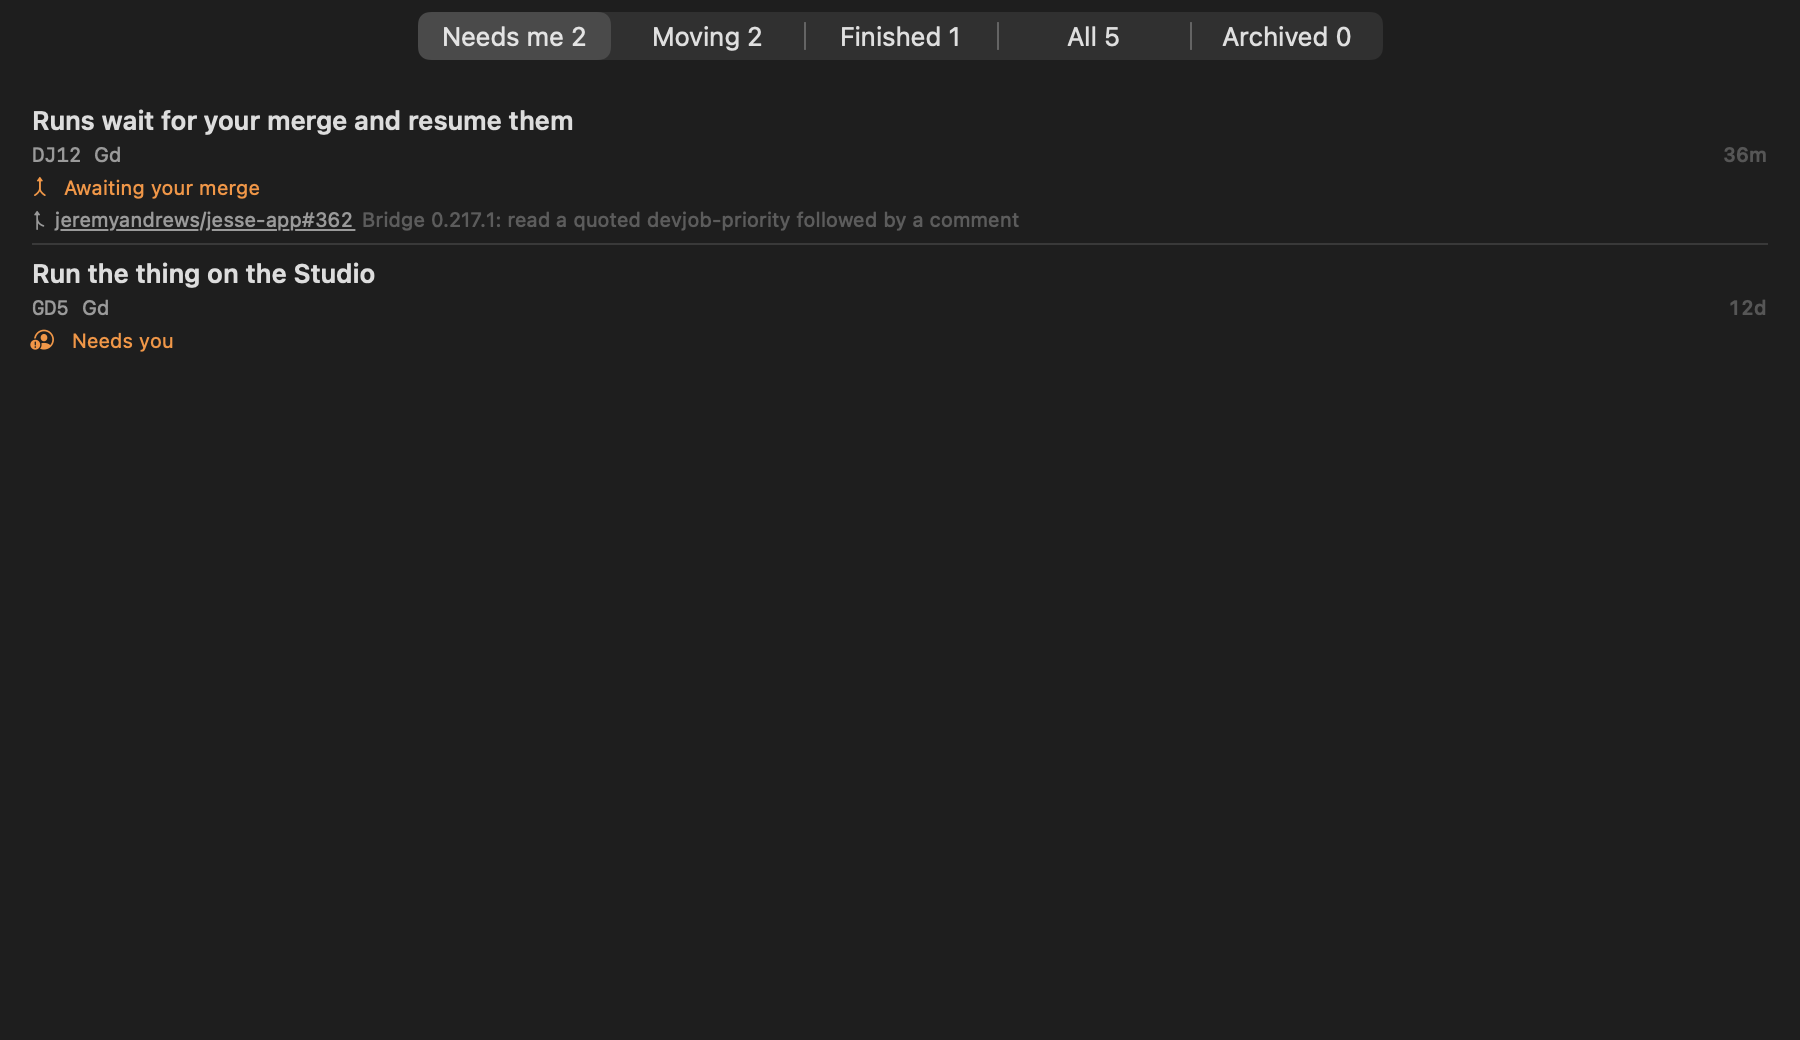 Needs me 2
Moving 2
Finished 1
All 5
Archived 0
Runs wait for your merge and resume them
DJ12 Gd 36m
Awaiting your merge
jeremyandrews/jesse-app#362 Bridge 0.217.1: read a quoted devjob-priority followed by a comment
Run the thing on the Studio
GD5 Gd 12d
Needs you